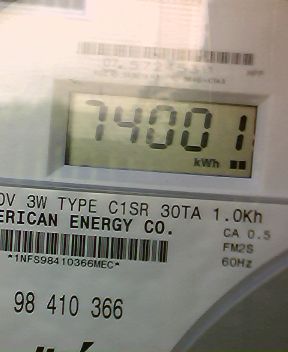 74001
kWh
0V 3W TYPE C1SR 30TA 1.0Kh
ERICAN ENERGY CO.
CA 0.5
FM2S
*1NFS98410366MEC*
60Hz
98 410 366